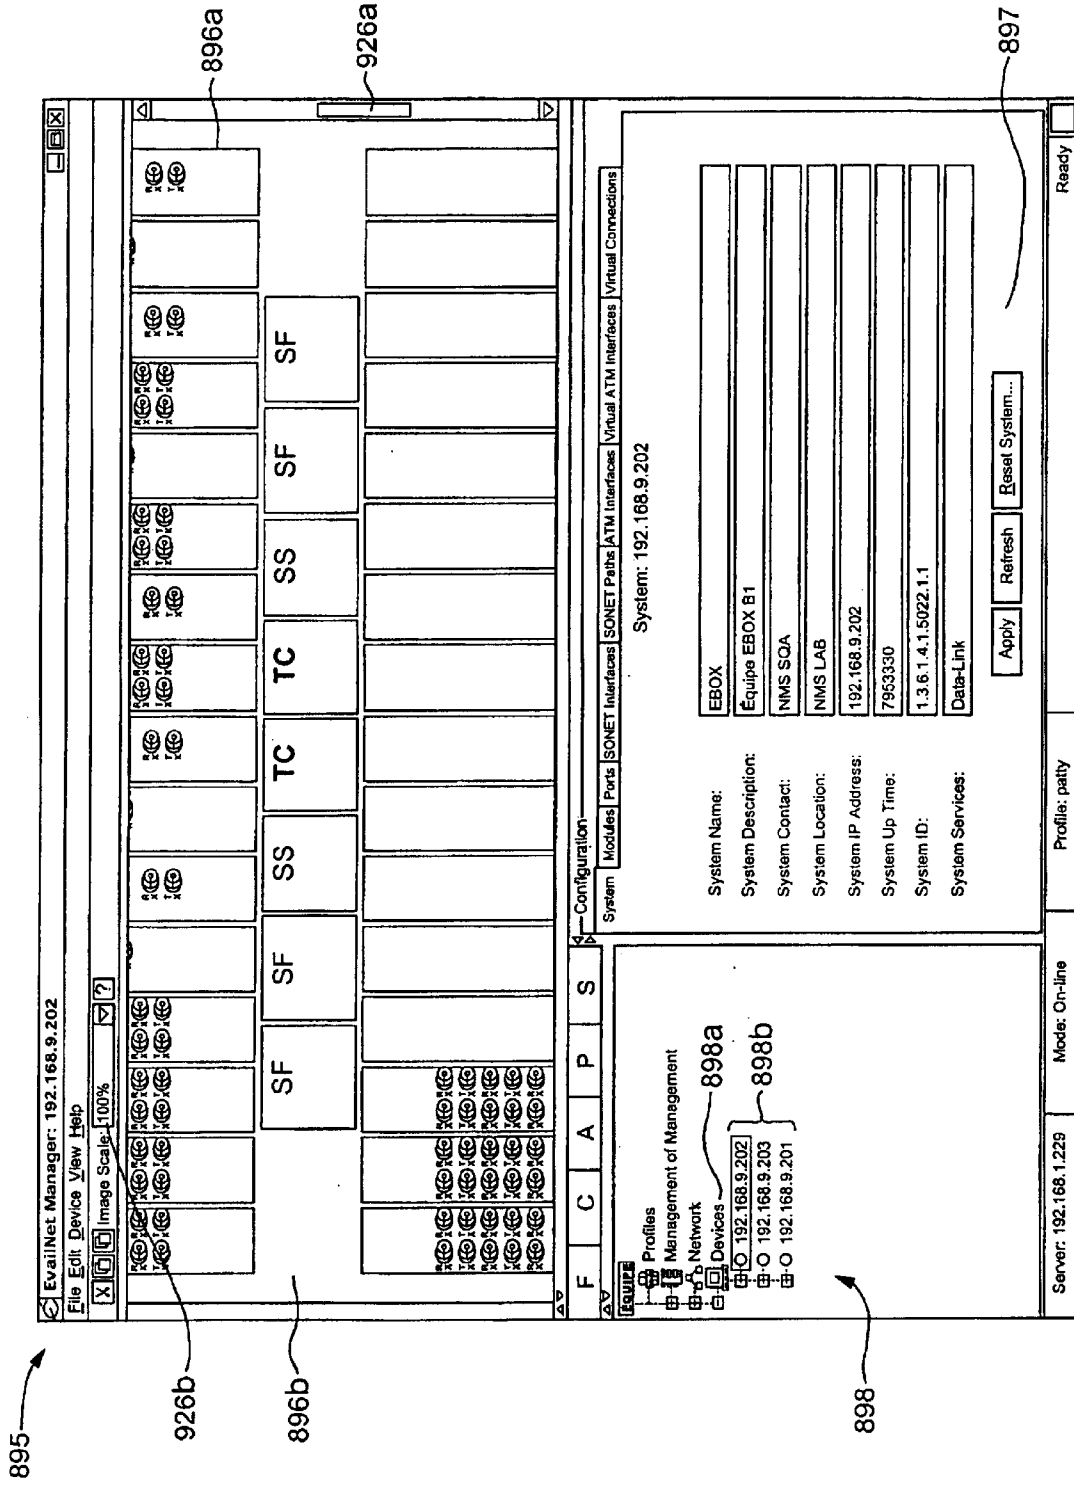 895
EvailNet Manager: 192.168.9.202
File Edit Device View Help
Image Scale: 100% ?
926b
896b
896a
926a
SF SF SS TC TC SS SF SF
F C A P S
EQUIPE
Profiles
Management of Management
Network
Devices
192.168.9.202
192.168.9.203
192.168.9.201
898a
898b
898
Configuration
System Modules Ports SONET Interfaces SONET Paths ATM Interfaces Virtual ATM Interfaces Virtual Connections
System: 192.168.9.202
System Name: EBOX
System Description: Équipe EBOX B1
System Contact: NMS SQA
System Location: NMS LAB
System IP Address: 192.168.9.202
System Up Time: 7953330
System ID: 1.3.6.1.4.1.5022.1.1
System Services: Data-Link
Apply Refresh Reset System...
897
Server: 192.168.1.229 Mode: On-line Profile: patty Ready